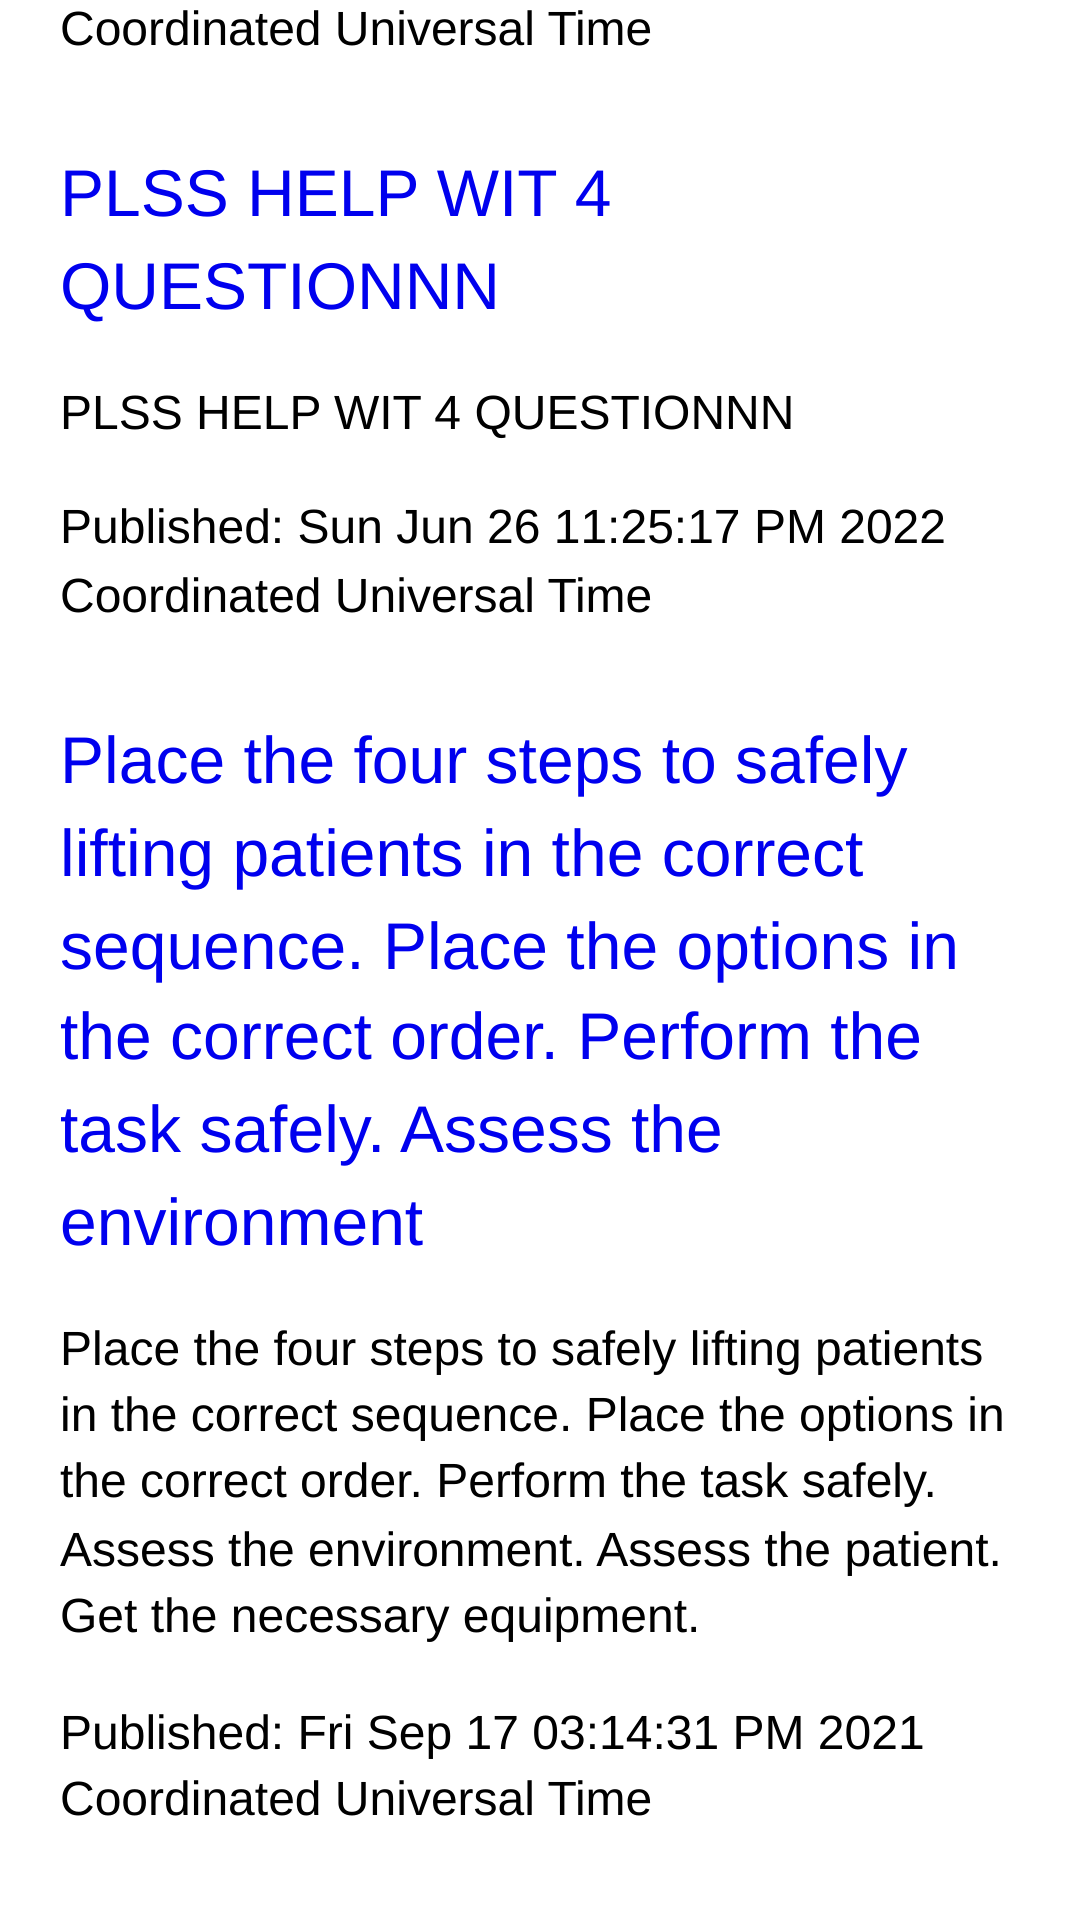 Coordinated Universal Time
PLSS HELP WIT 4
QUESTIONNN
PLSS HELP WIT 4 QUESTIONNN
Published: Sun Jun 26 11:25:17 PM 2022
Coordinated Universal Time
Place the four steps to safely
lifting patients in the correct
sequence. Place the options in
the correct order. Perform the
task safely. Assess the
environment
Place the four steps to safely lifting patients
in the correct sequence. Place the options in
the correct order. Perform the task safely.
Assess the environment. Assess the patient.
Get the necessary equipment.
Published: Fri Sep 17 03:14:31 PM 2021
Coordinated Universal Time